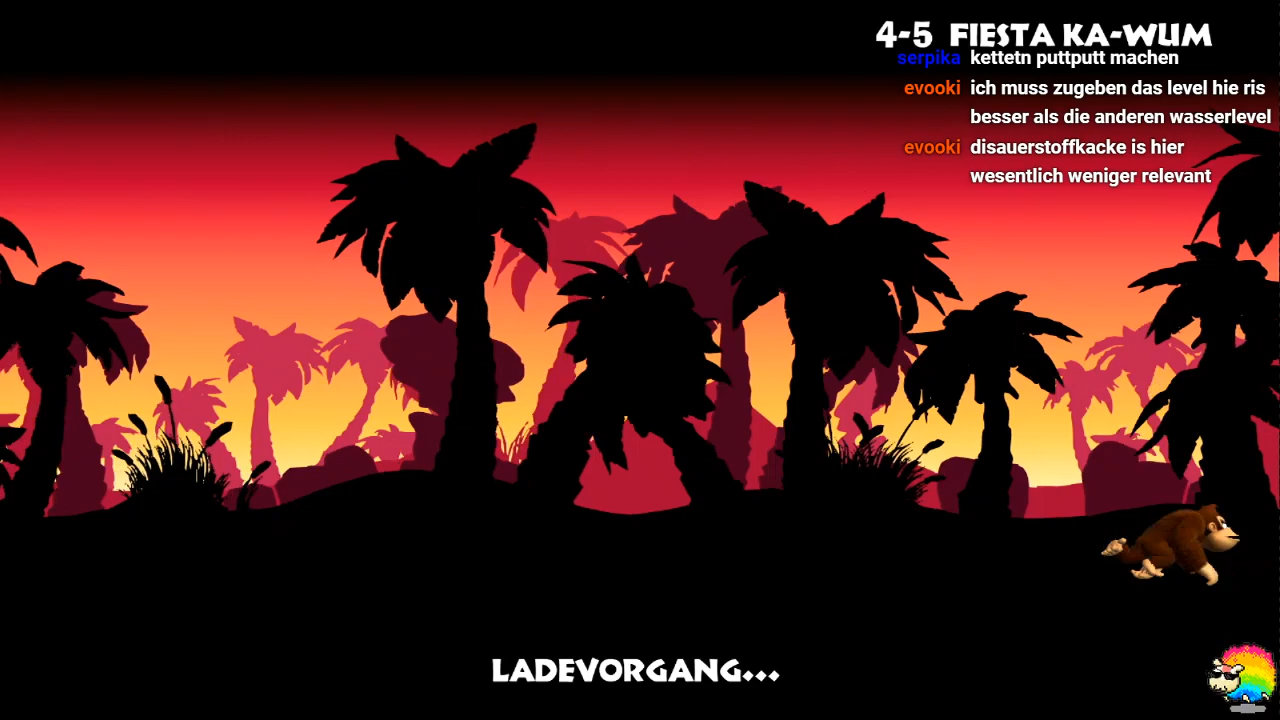 4-5 FIESTA KA-WUM
serpika kettetn puttputt machen
evooki ich muss zugeben das level hie ris
besser als die anderen wasserlevel
evooki disauerstoffkacke is hier
wesentlich weniger relevant
LADEVORGANG...